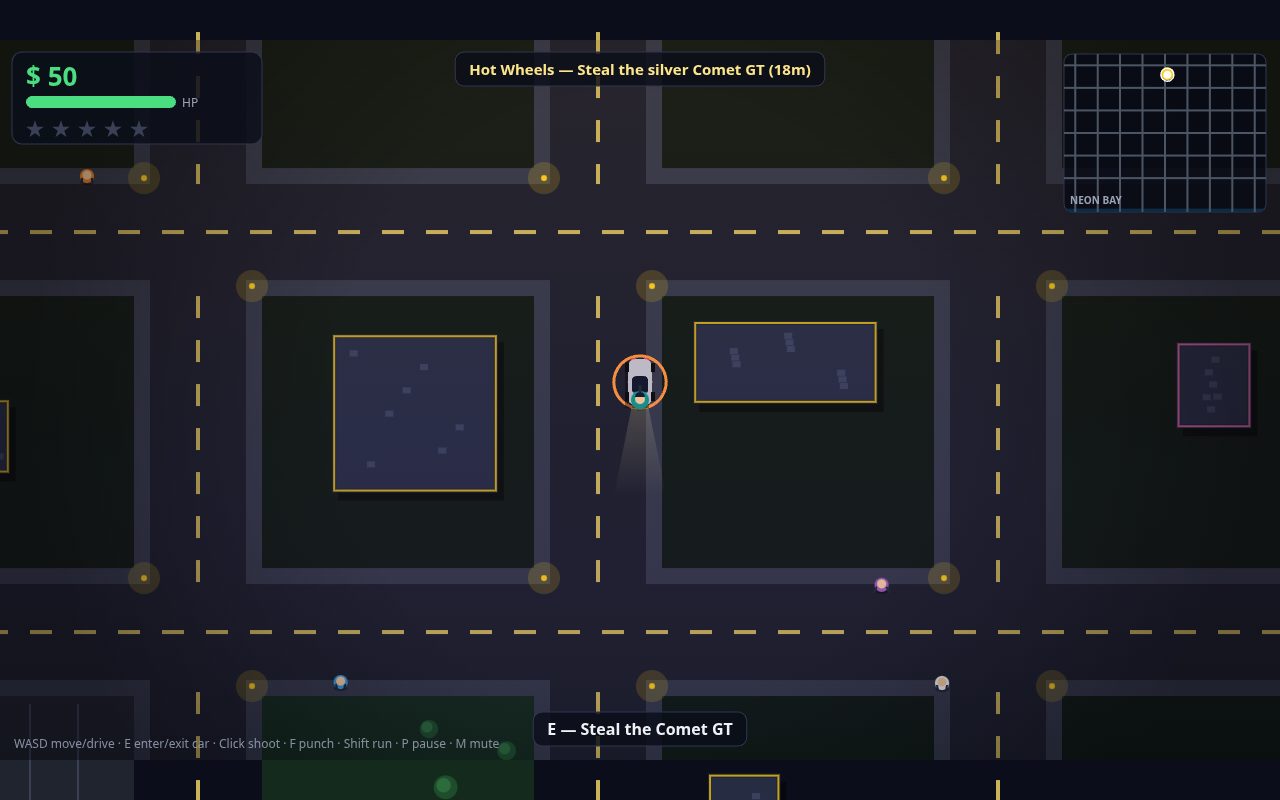 $ 50
HP
Hot Wheels — Steal the silver Comet GT (18m)
NEON BAY
E — Steal the Comet GT
WASD move/drive · E enter/exit car · Click shoot · F punch · Shift run · P pause · M mute